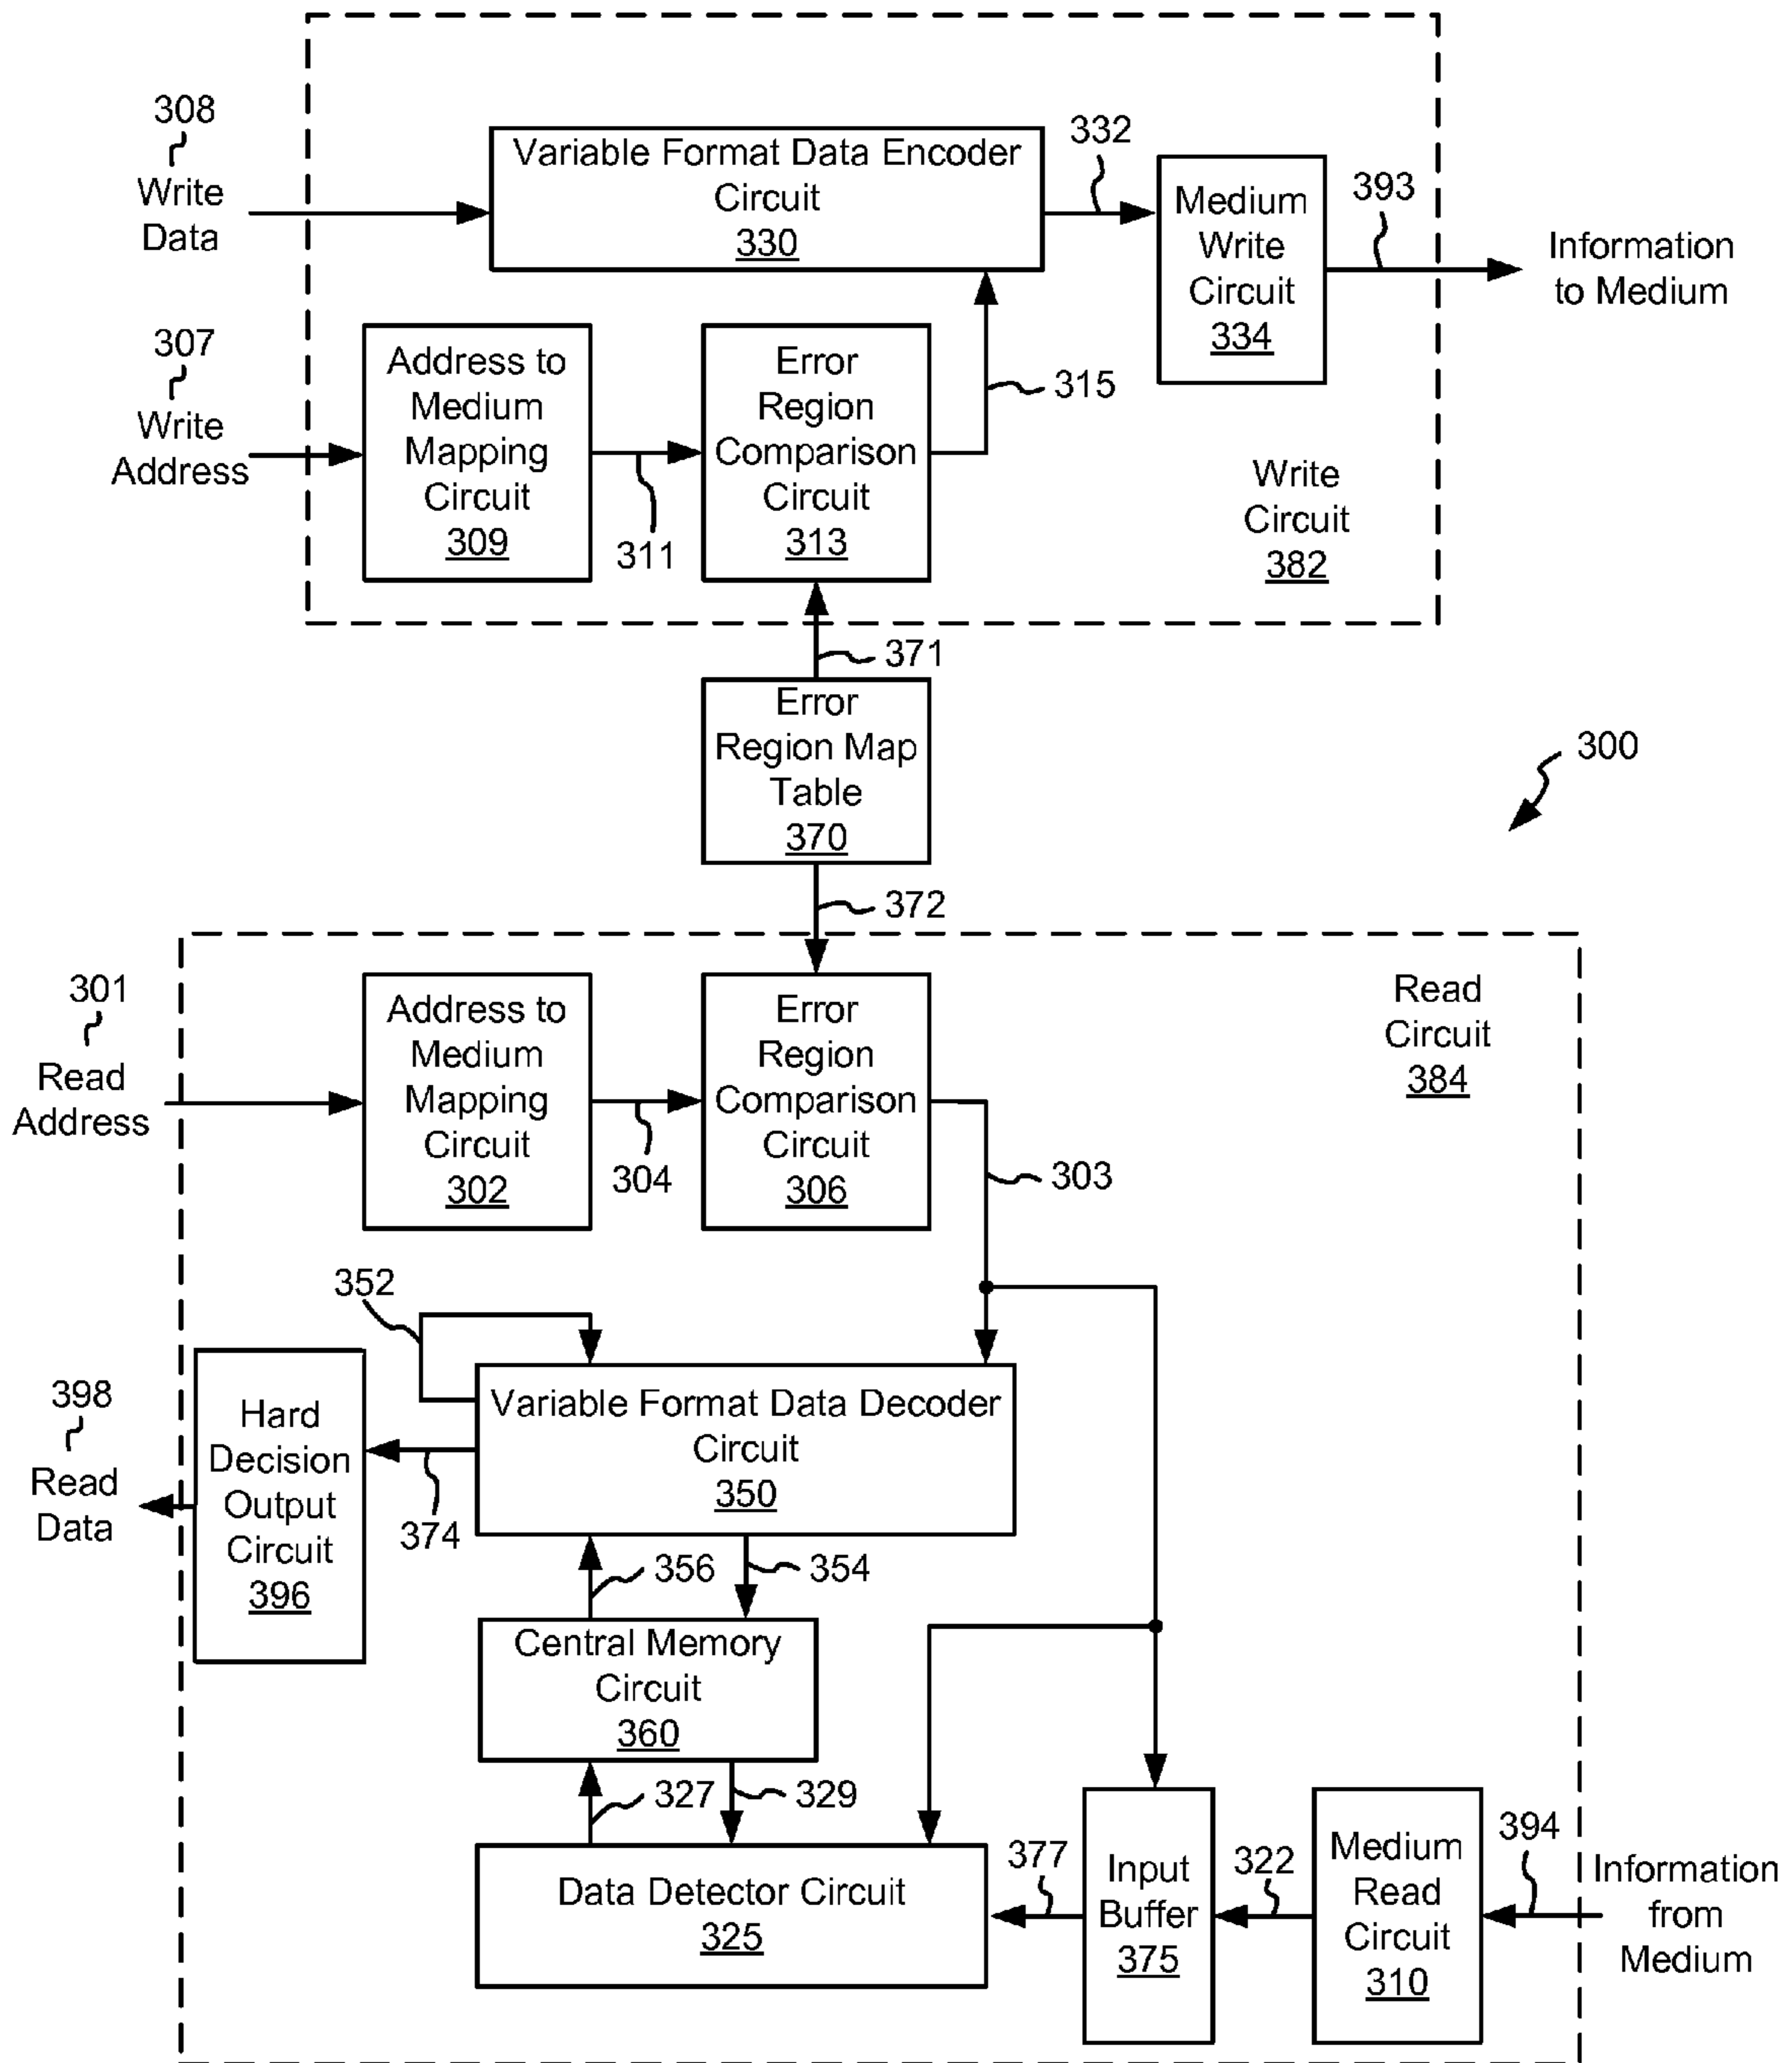 308
Write
Data
Variable Format Data Encoder
Circuit
330
332
Medium
Write
Circuit
334
393
Information
to Medium
307
Write
Address
Address to
Medium
Mapping
Circuit
309
311
Error
Region
Comparison
Circuit
313
315
Write
Circuit
382
371
Error
Region Map
Table
370
300
372
301
Read
Address
Address to
Medium
Mapping
Circuit
302
304
Error
Region
Comparison
Circuit
306
303
Read
Circuit
384
352
398
Read
Data
Hard
Decision
Output
Circuit
396
374
Variable Format Data Decoder
Circuit
350
356
354
Central Memory
Circuit
360
327
329
Data Detector Circuit
325
377
Input
Buffer
375
322
Medium
Read
Circuit
310
394
Information
from
Medium